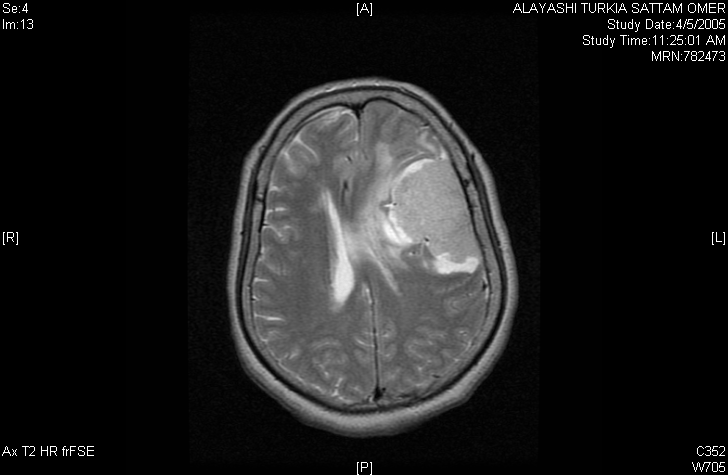 Se:4
Im:13
[A]
ALAYASHI TURKIA SATTAM OMER
Study Date:4/5/2005
Study Time:11:25:01 AM
MRN:782473
[R]
[L]
Ax T2 HR frFSE
[P]
C352
W705